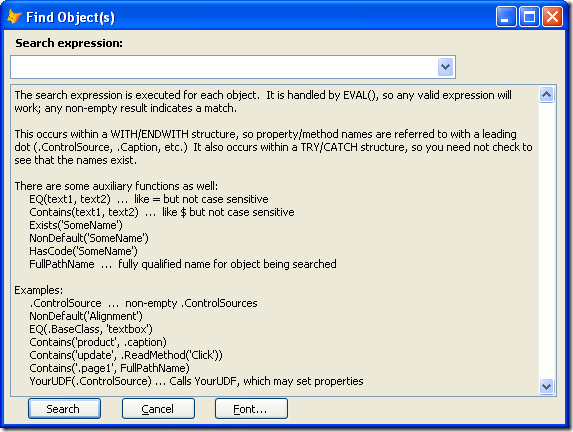 Find Object(s)
Search expression:
The search expression is executed for each object.  It is handled by EVAL(), so any valid expression will
work; any non-empty result indicates a match.
This occurs within a WITH/ENDWITH structure, so property/method names are referred to with a leading
dot (.ControlSource, .Caption, etc.)  It also occurs within a TRY/CATCH structure, so you need not check to
see that the names exist.
There are some auxiliary functions as well:
EQ(text1, text2)  ...  like = but not case sensitive
Contains(text1, text2)  ...  like $ but not case sensitive
Exists('SomeName')
NonDefault('SomeName')
HasCode('SomeName')
FullPathName  ...  fully qualified name for object being searched
Examples:
.ControlSource  ...  non-empty .ControlSources
NonDefault('Alignment')
EQ(.BaseClass, 'textbox')
Contains('product', .caption)
Contains('update', .ReadMethod('Click'))
Contains('.page1', FullPathName)
YourUDF(.ControlSource) ... Calls YourUDF, which may set properties
Search Cancel Font...